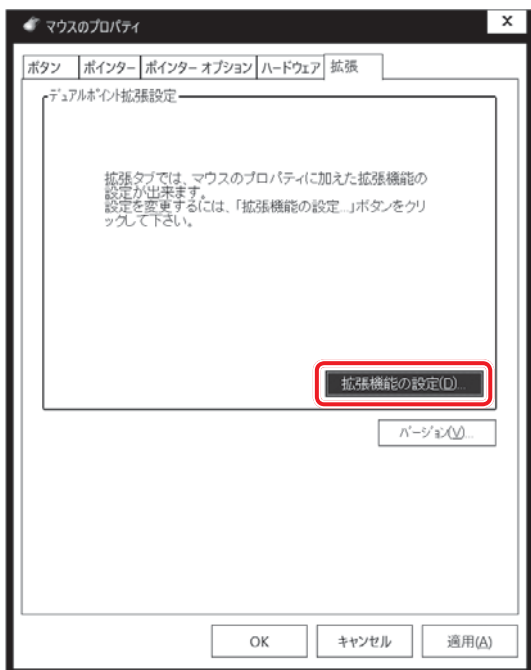 マウスのプロパティ
x
ボタン ポインター ポインター オプション ハードウェア 拡張
デュアルポイント拡張設定
拡張タブでは、マウスのプロパティに加えた拡張機能の
設定が出来ます。
設定を変更するには、「拡張機能の設定...」ボタンをクリ
ックして下さい。
拡張機能の設定(D)...
バージョン(V)...
OK キャンセル 適用(A)